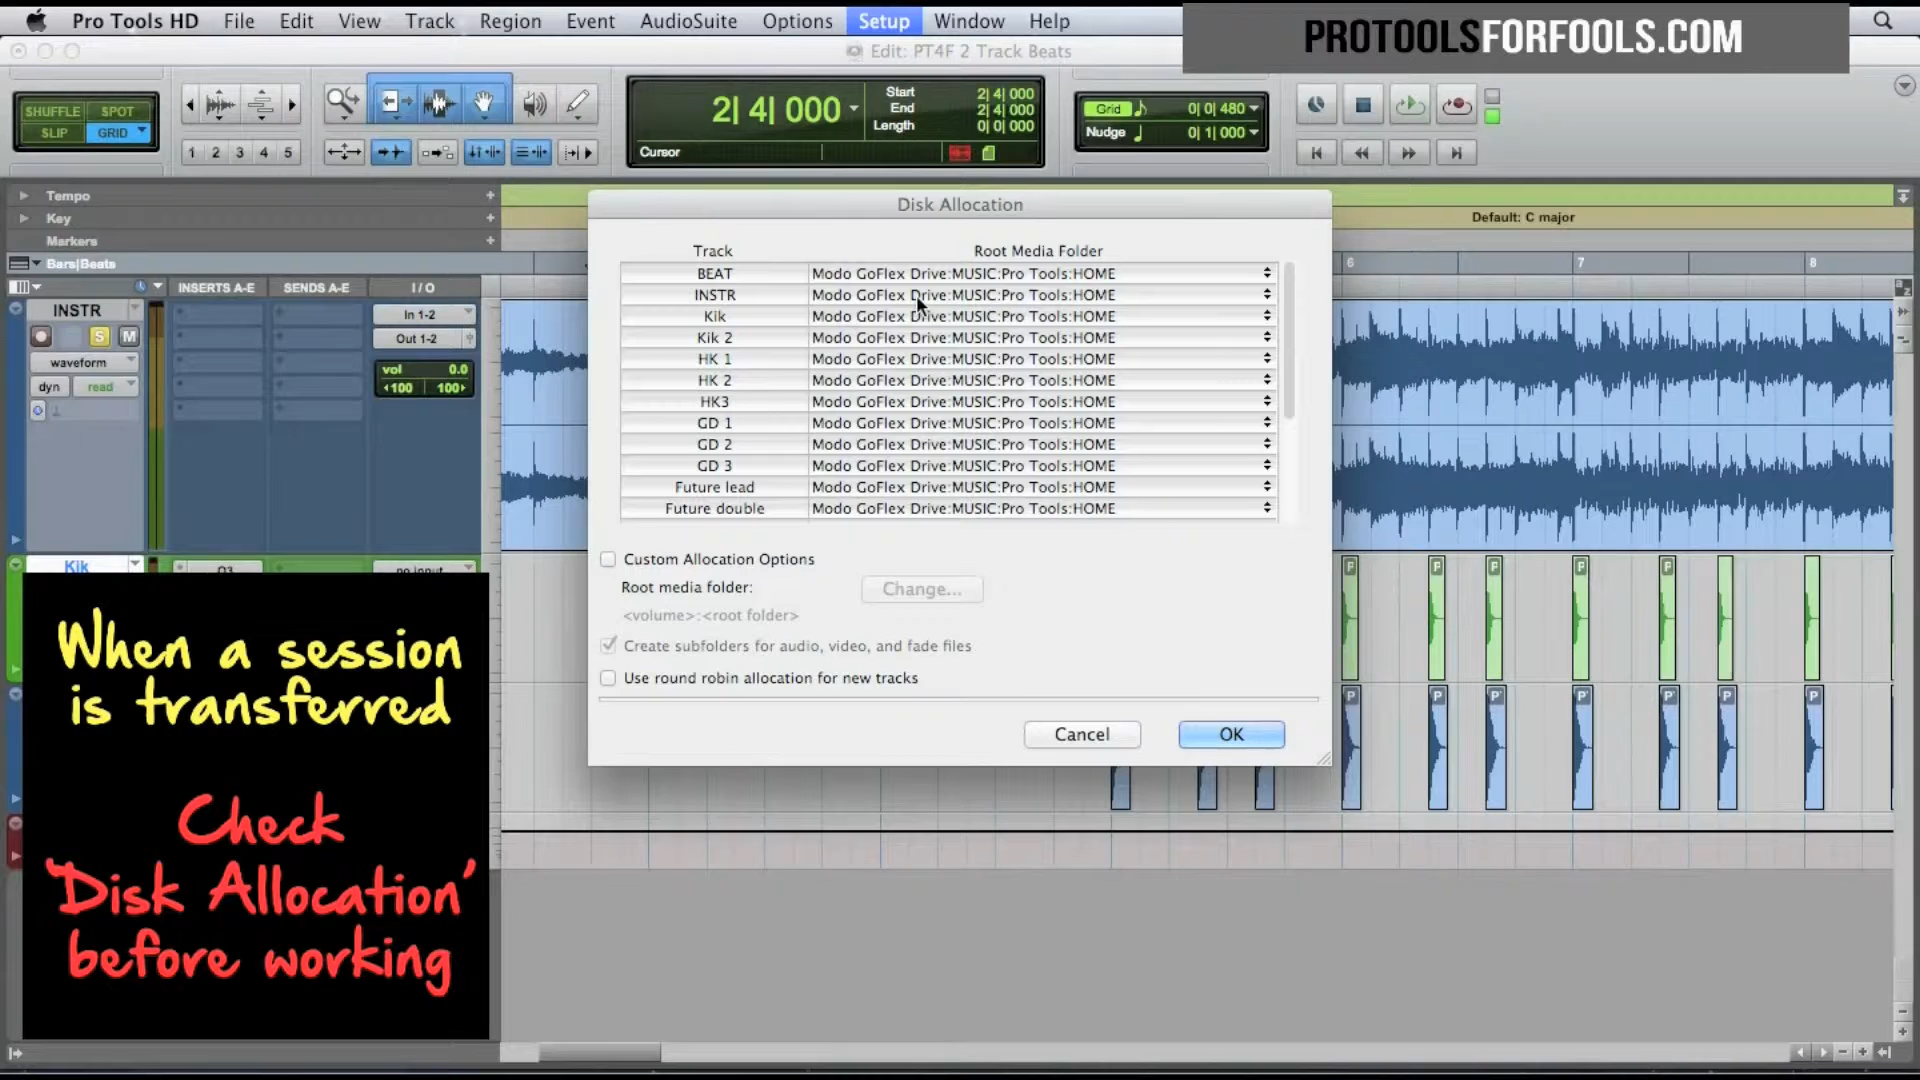 Pro Tools HD File Edit View Track Region Event AudioSuite Options Setup Window Help
PROTOOLSFORFOOLS.COM
Edit: PT4F 2 Track Beats
SHUFFLE SPOT
SLIP GRID
1 2 3 4 5
2| 4| 000
Start 2| 4| 000
End 2| 4| 000
Length 0| 0| 000
Cursor
Grid 0| 0| 480
Nudge 0| 1| 000
Tempo
Key
Markers
Bars|Beats
Default: C major
6 7 8
INSERTS A-E SENDS A-E I / O
INSTR
S M
waveform
dyn read
In 1-2
Out 1-2
vol 0.0
100 100
Kik
no input
P P P P P
P P P P P P P
Disk Allocation
Track Root Media Folder
BEAT Modo GoFlex Drive:MUSIC:Pro Tools:HOME
INSTR Modo GoFlex Drive:MUSIC:Pro Tools:HOME
Kik Modo GoFlex Drive:MUSIC:Pro Tools:HOME
Kik 2 Modo GoFlex Drive:MUSIC:Pro Tools:HOME
HK 1 Modo GoFlex Drive:MUSIC:Pro Tools:HOME
HK 2 Modo GoFlex Drive:MUSIC:Pro Tools:HOME
HK3 Modo GoFlex Drive:MUSIC:Pro Tools:HOME
GD 1 Modo GoFlex Drive:MUSIC:Pro Tools:HOME
GD 2 Modo GoFlex Drive:MUSIC:Pro Tools:HOME
GD 3 Modo GoFlex Drive:MUSIC:Pro Tools:HOME
Future lead Modo GoFlex Drive:MUSIC:Pro Tools:HOME
Future double Modo GoFlex Drive:MUSIC:Pro Tools:HOME
Custom Allocation Options
Root media folder: Change...
<volume>:<root folder>
Create subfolders for audio, video, and fade files
Use round robin allocation for new tracks
Cancel OK
When a session
is transferred
Check
'Disk Allocation'
before working